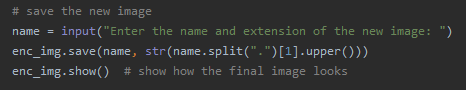 # save the new image
name = input("Enter the name and extension of the new image: ")
enc_img.save(name, str(name.split(".")[1].upper()))
enc_img.show()  # show how the final image looks